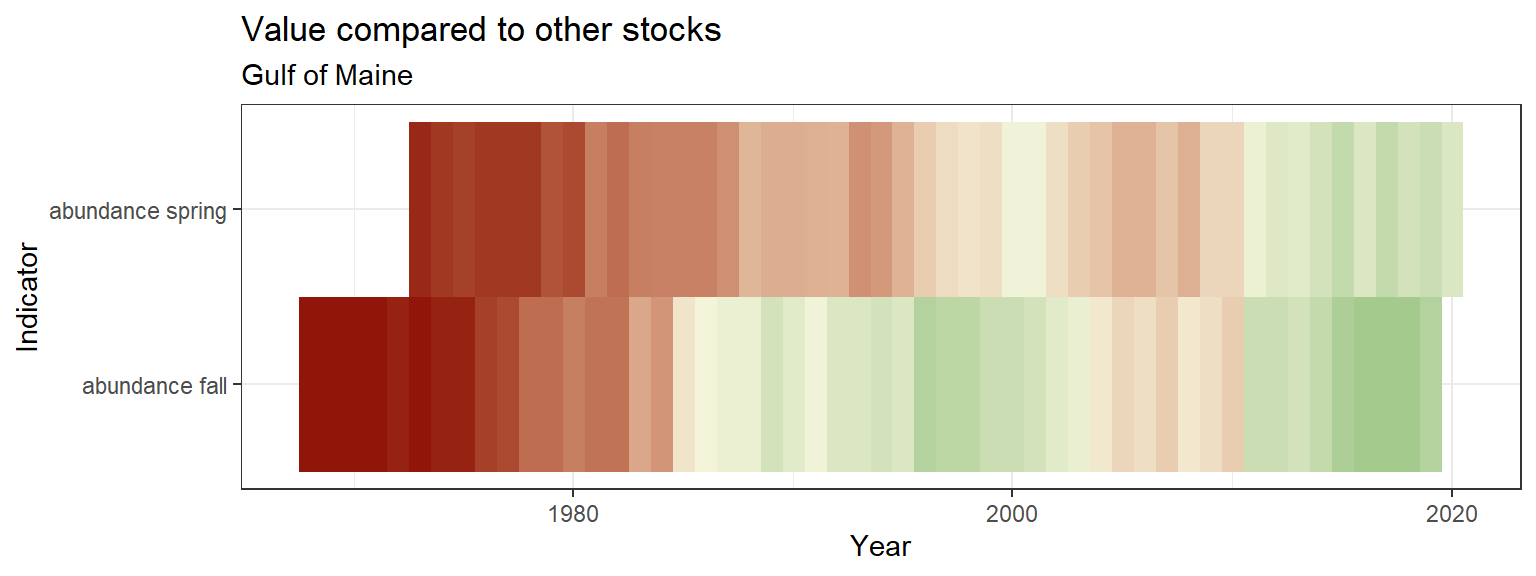 Value compared to other stocks
Gulf of Maine
Indicator
abundance spring
abundance fall
1980
2000
2020
Year